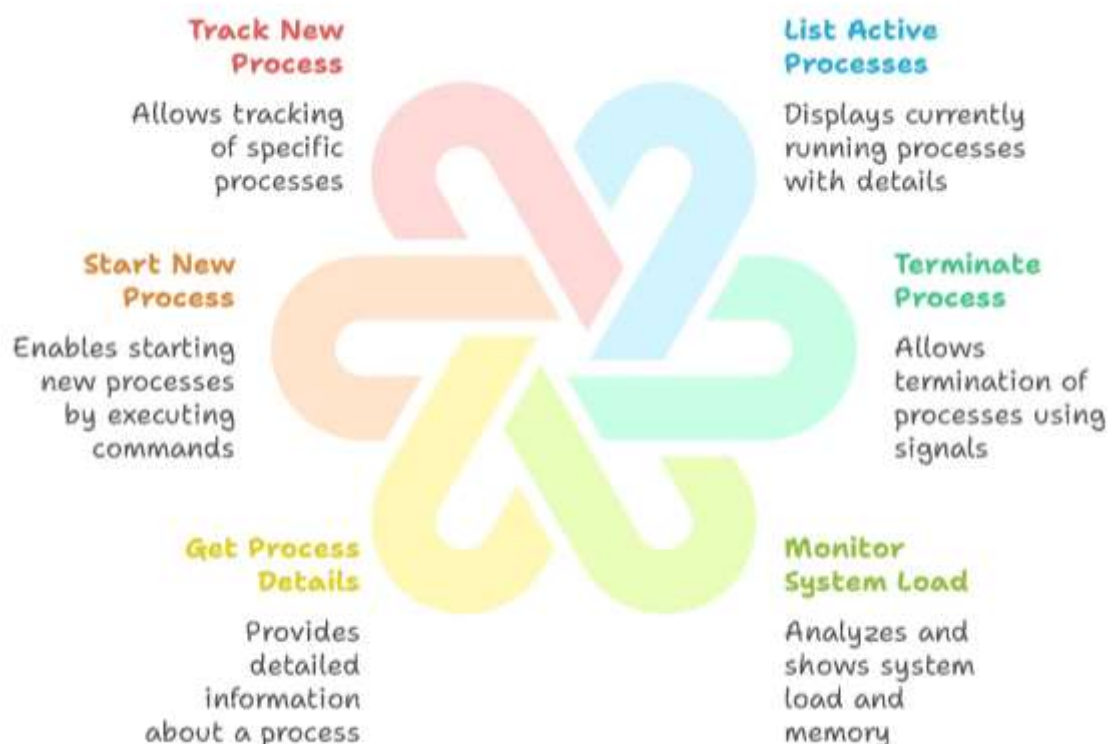 Track New
Process
Allows tracking
of specific
processes
List Active
Processes
Displays currently
running processes
with details
Start New
Process
Enables starting
new processes
by executing
commands
Terminate
Process
Allows
termination of
processes using
signals
Get Process
Details
Provides
detailed
information
about a process
Monitor
System Load
Analyzes and
shows system
load and
memory